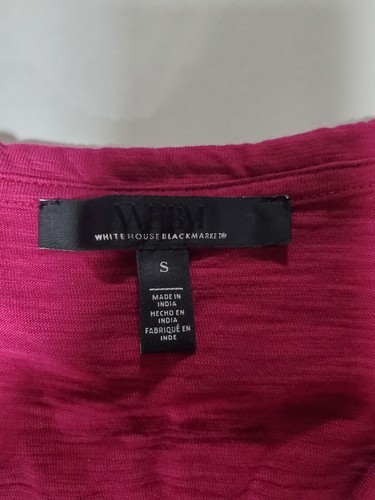 WHBM
WHITE HOUSE BLACK MARKET®
S
MADE IN
INDIA
HECHO EN
INDIA
FABRIQUÉ EN
INDE